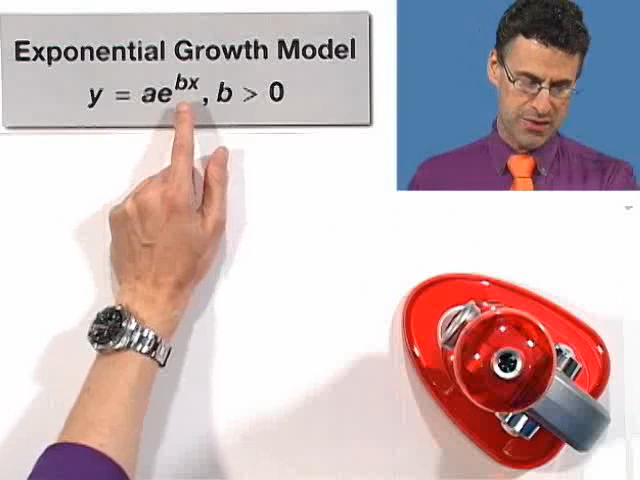 Exponential Growth Model
y = ae^{bx}, b > 0